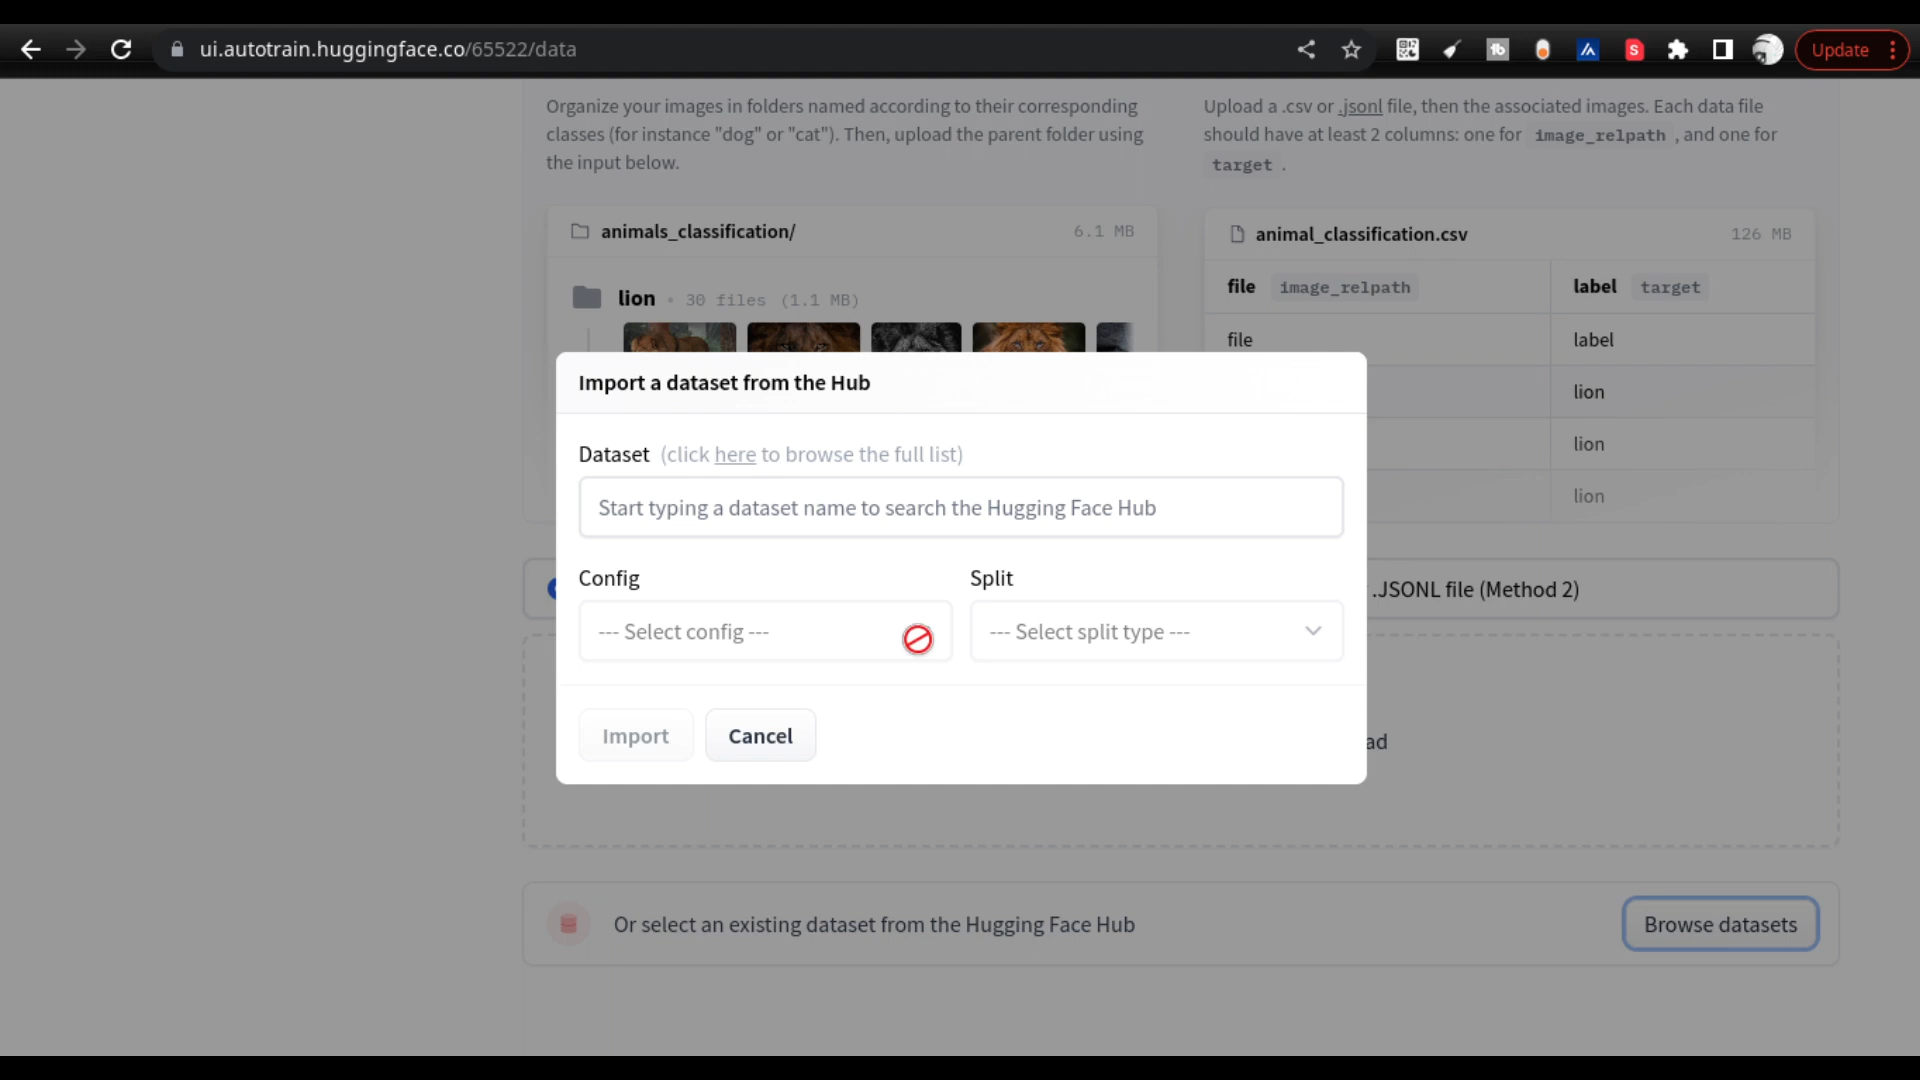 ui.autotrain.huggingface.co/65522/data
Update
Organize your images in folders named according to their corresponding
classes (for instance "dog" or "cat"). Then, upload the parent folder using
the input below.
Upload a .csv or .jsonl file, then the associated images. Each data file
should have at least 2 columns: one for image_relpath , and one for
target .
animals_classification/ 6.1 MB
lion • 30 files (1.1 MB)
animal_classification.csv 126 MB
file image_relpath label target
file label
lion
lion
lion
Import a dataset from the Hub
Dataset (click here to browse the full list)
Start typing a dataset name to search the Hugging Face Hub
Config Split
--- Select config --- --- Select split type ---
Import Cancel
.JSONL file (Method 2)
ad
Or select an existing dataset from the Hugging Face Hub Browse datasets